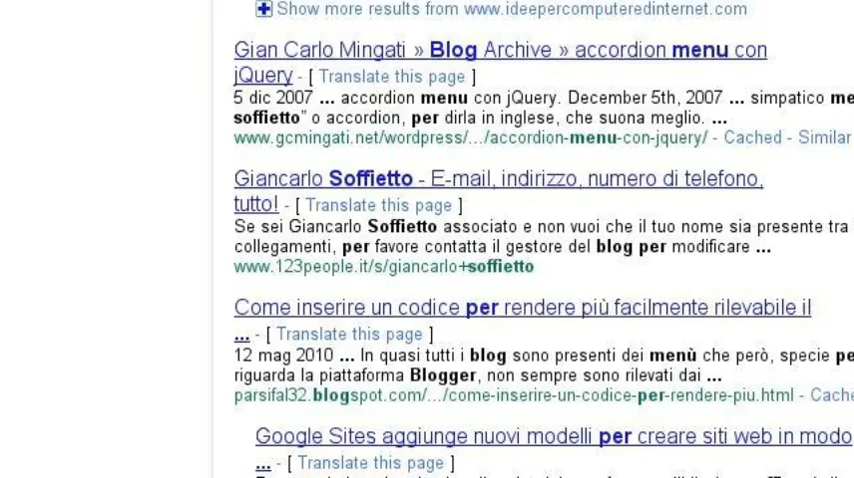 Show more results from www.ideepercomputeredinternet.com
Gian Carlo Mingati » Blog Archive » accordion menu con
jQuery - [ Translate this page ]
5 dic 2007 ... accordion menu con jQuery. December 5th, 2007 ... simpatico me
soffietto" o accordion, per dirla in inglese, che suona meglio. ...
www.gcmingati.net/wordpress/.../accordion-menu-con-jquery/ - Cached - Similar
Giancarlo Soffietto - E-mail, indirizzo, numero di telefono,
tutto! - [ Translate this page ]
Se sei Giancarlo Soffietto associato e non vuoi che il tuo nome sia presente tra
collegamenti, per favore contatta il gestore del blog per modificare ...
www.123people.it/s/giancarlo+soffietto
Come inserire un codice per rendere più facilmente rilevabile il
... - [ Translate this page ]
12 mag 2010 ... In quasi tutti i blog sono presenti dei menù che però, specie pe
riguarda la piattaforma Blogger, non sempre sono rilevati dai ...
parsifal32.blogspot.com/.../come-inserire-un-codice-per-rendere-piu.html - Cache
Google Sites aggiunge nuovi modelli per creare siti web in modo
... - [ Translate this page ]